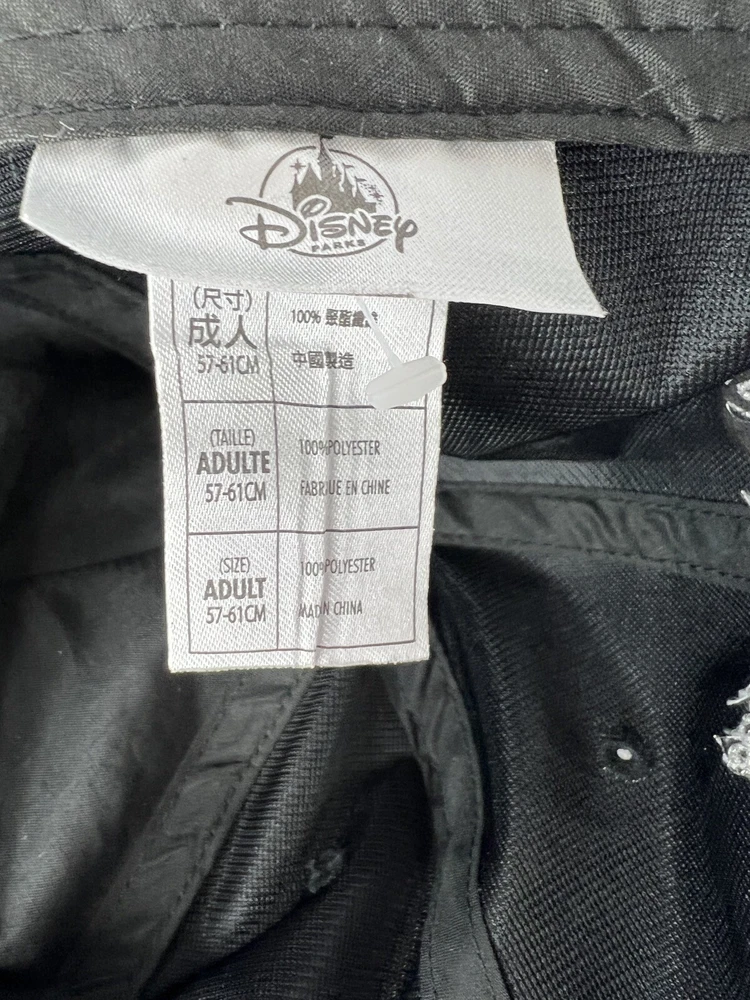 Disney
PARKS
(尺寸)
成人
57-61CM
100% 聚酯纖
中國製造
(TAILLE)
ADULTE
57-61CM
100%POLYESTER
FABRIQUE EN CHINE
(SIZE)
ADULT
57-61CM
100%POLYESTER
MADE IN CHINA